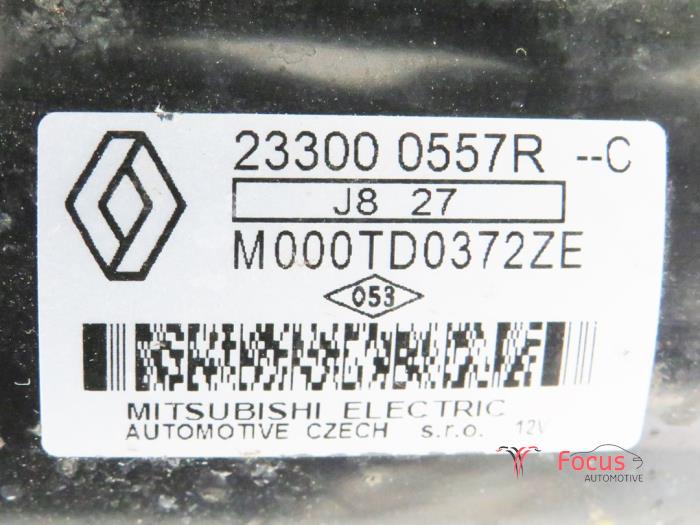 23300 0557R --C
J8 27
M000TD0372ZE
053
MITSUBISHI ELECTRIC
AUTOMOTIVE CZECH s.r.o. 12V
Focus
AUTOMOTIVE